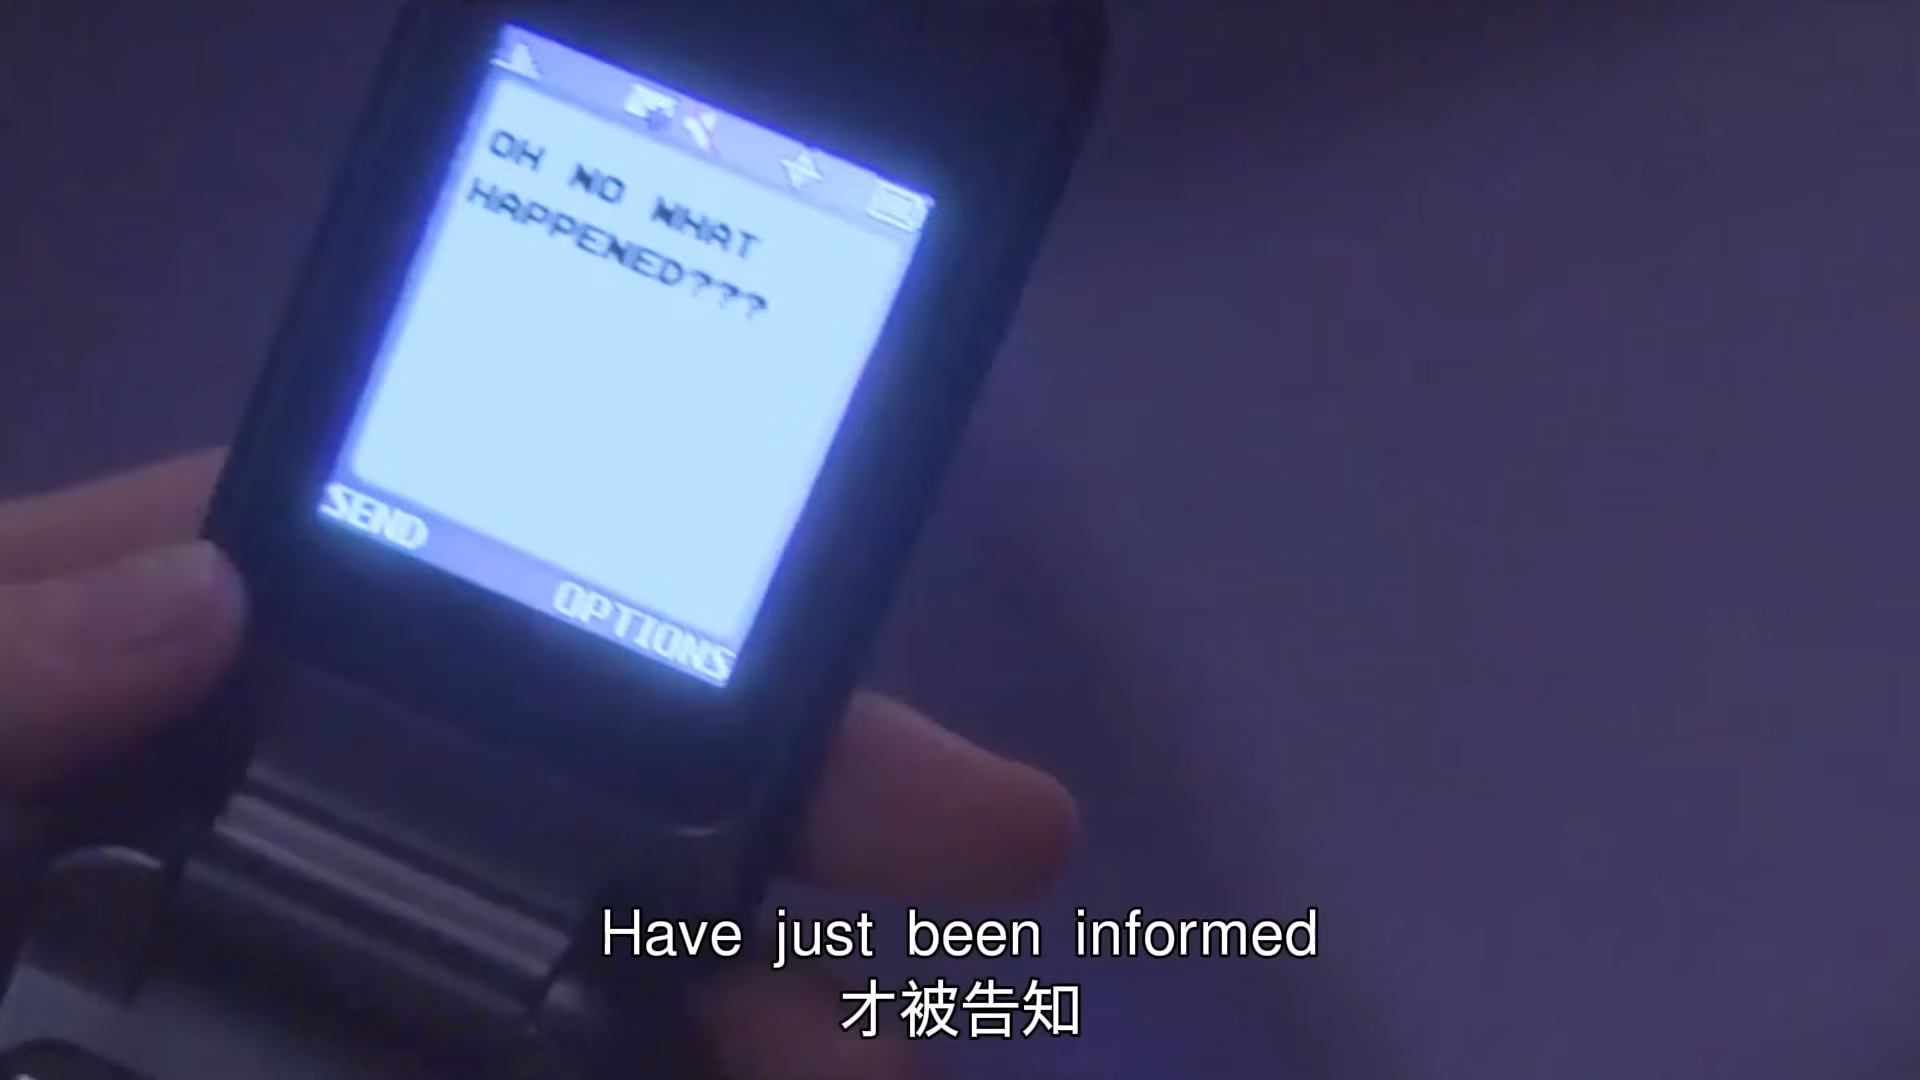 OH NO WHAT
HAPPENED???
SEND
OPTIONS
Have just been informed
才被告知